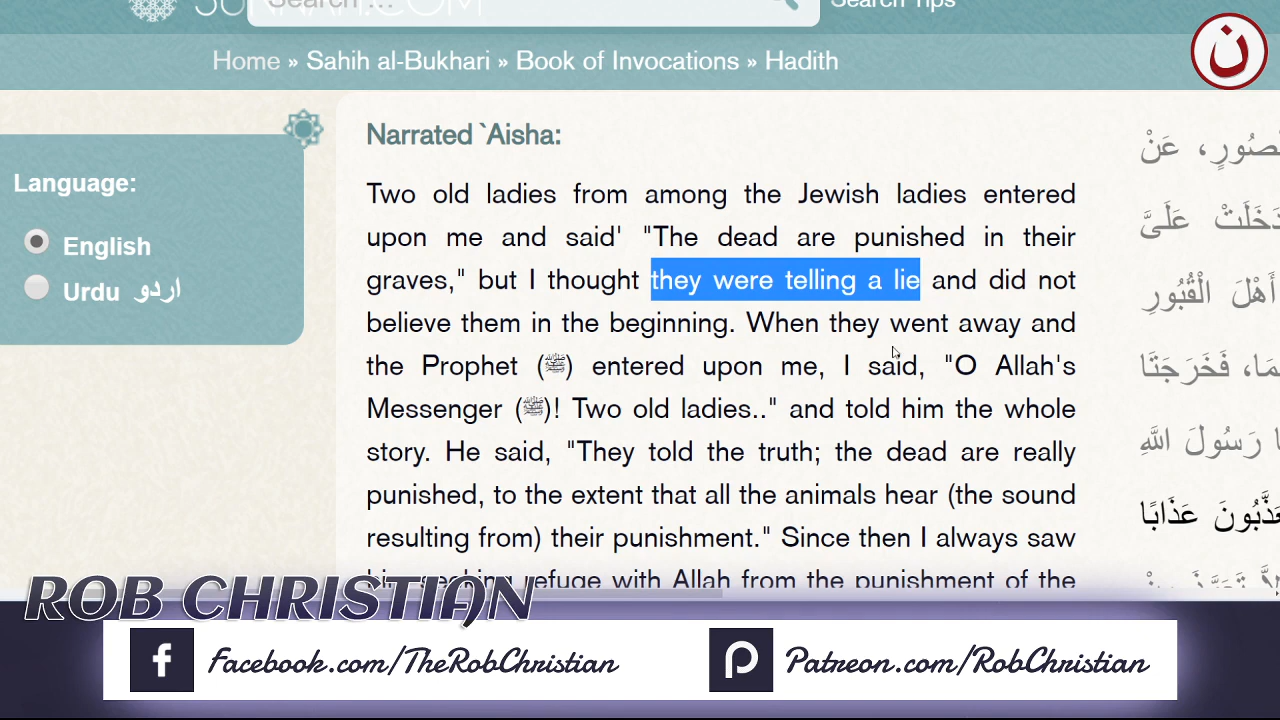 SUNNAH.COM
Search ...
Search Tips
ن
Home » Sahih al-Bukhari » Book of Invocations » Hadith
Language:
English
Urdu اردو
Narrated `Aisha:
Two old ladies from among the Jewish ladies entered
upon me and said' "The dead are punished in their
graves," but I thought they were telling a lie and did not
believe them in the beginning. When they went away and
the Prophet (ﷺ) entered upon me, I said, "O Allah's
Messenger (ﷺ)! Two old ladies.." and told him the whole
story. He said, "They told the truth; the dead are really
punished, to the extent that all the animals hear (the sound
resulting from) their punishment." Since then I always saw
him seeking refuge with Allah from the punishment of the
، عَنْ
دَخَلَتْ عَلَىَّ
أَهْلَ الْقُبُورِ
فَخَرَجَتَا
رَسُولَ اللَّهِ
عَذَابًا
ROB CHRISTIAN
f Facebook.com/TheRobChristian
Patreon.com/RobChristian